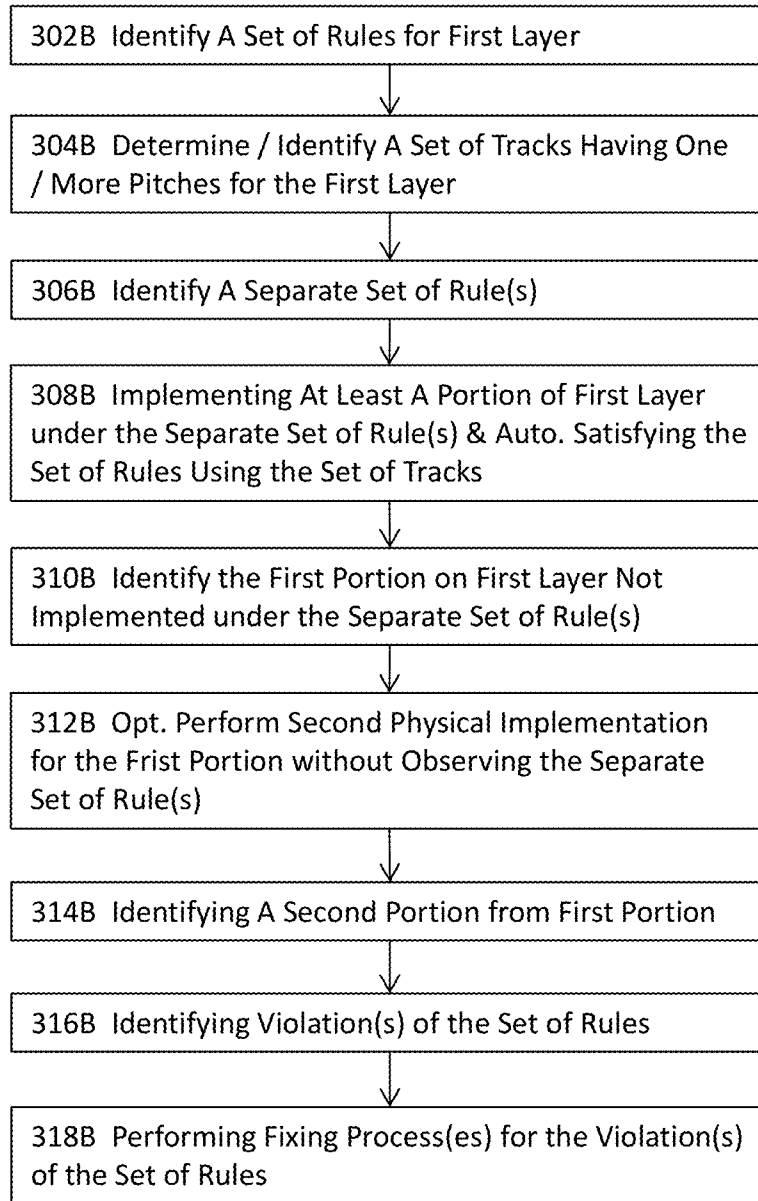 302B Identify A Set of Rules for First Layer
304B Determine / Identify A Set of Tracks Having One
/ More Pitches for the First Layer
306B Identify A Separate Set of Rule(s)
308B Implementing At Least A Portion of First Layer
under the Separate Set of Rule(s) & Auto. Satisfying the
Set of Rules Using the Set of Tracks
310B Identify the First Portion on First Layer Not
Implemented under the Separate Set of Rule(s)
312B Opt. Perform Second Physical Implementation
for the Frist Portion without Observing the Separate
Set of Rule(s)
314B Identifying A Second Portion from First Portion
316B Identifying Violation(s) of the Set of Rules
318B Performing Fixing Process(es) for the Violation(s)
of the Set of Rules